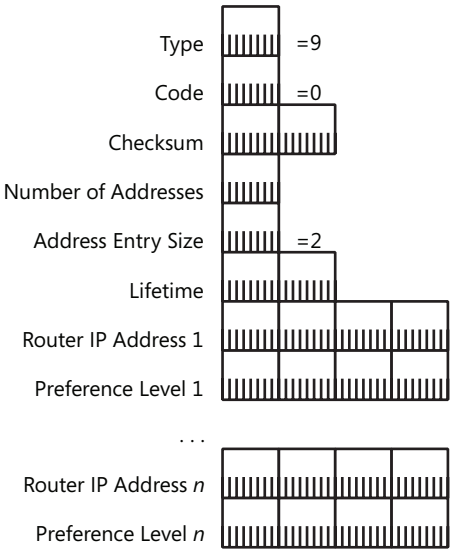 Type =9
Code =0
Checksum
Number of Addresses
Address Entry Size =2
Lifetime
Router IP Address 1
Preference Level 1
. . .
Router IP Address n
Preference Level n